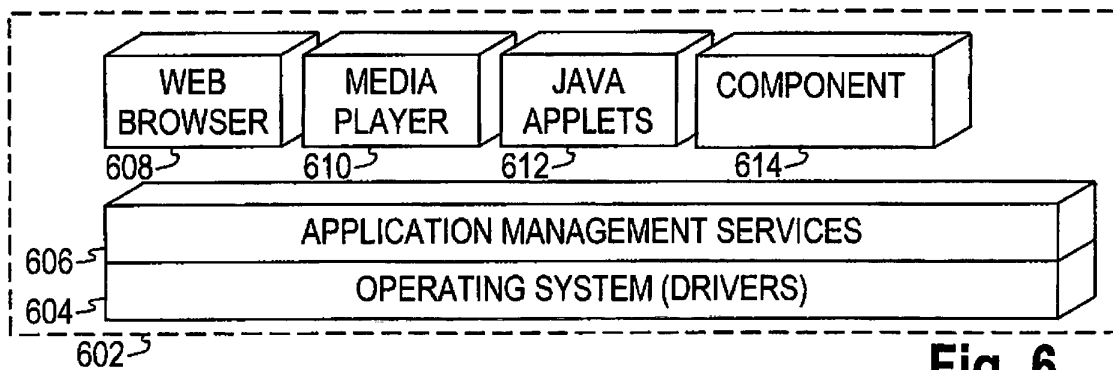 WEB
BROWSER
MEDIA
PLAYER
JAVA
APPLETS
COMPONENT
608
610
612
614
APPLICATION MANAGEMENT SERVICES
606
OPERATING SYSTEM (DRIVERS)
604
602
Fig. 6